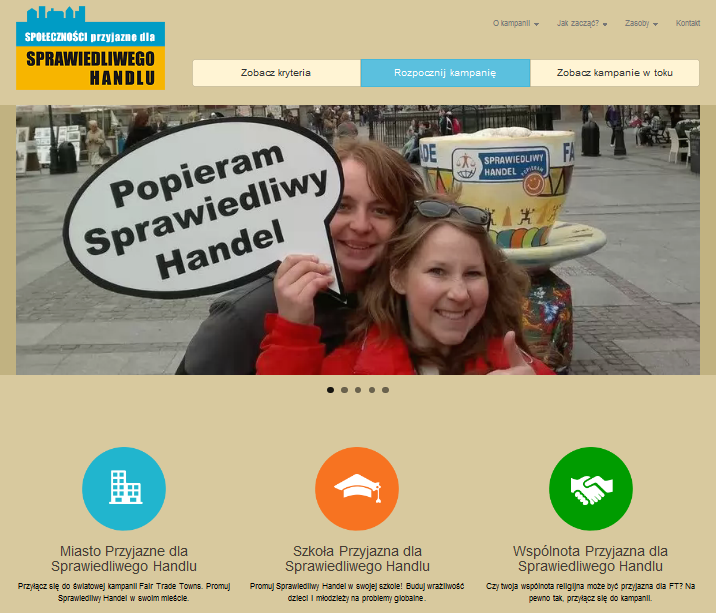 SPOŁECZNOŚCI przyjazne dla
SPRAWIEDLIWEGO
HANDLU
O kampanii Jak zacząć? Zasoby Kontakt
Zobacz kryteria Rozpocznij kampanię Zobacz kampanie w toku
Popieram
Sprawiedliwy
Handel
SPRAWIEDLIWY
HANDEL POPIERAM
Miasto Przyjazne dla
Sprawiedliwego Handlu
Przyłącz się do światowej kampanii Fair Trade Towns. Promuj
Sprawiedliwy Handel w swoim mieście.
Szkoła Przyjazna dla
Sprawiedliwego Handlu
Promuj Sprawiedliwy Handel w swojej szkole! Buduj wrażliwość
dzieci i młodzieży na problemy globalne.
Wspólnota Przyjazna dla
Sprawiedliwego Handlu
Czy twoja wspólnota religijna może być przyjazna dla FT? Na
pewno tak, przyłącz się do kampanii.